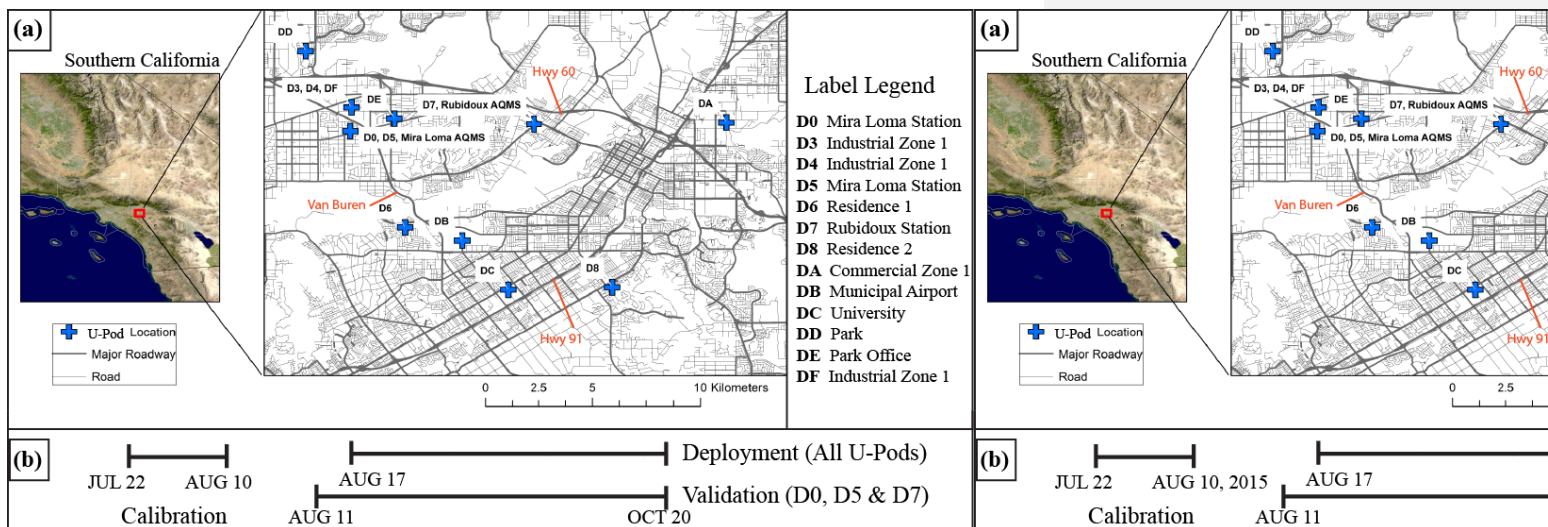 (a)
Southern California
DD
Hwy 60
D3, D4, DF
DE
D7, Rubidoux AQMS
DA
D0, D5, Mira Loma AQMS
Van Buren
D6
DB
DC
D8
Hwy 91
U-Pod Location
Major Roadway
Road
0 2.5 5 10 Kilometers
Label Legend
D0 Mira Loma Station
D3 Industrial Zone 1
D4 Industrial Zone 1
D5 Mira Loma Station
D6 Residence 1
D7 Rubidoux Station
D8 Residence 2
DA Commercial Zone 1
DB Municipal Airport
DC University
DD Park
DE Park Office
DF Industrial Zone 1
(b)
Deployment (All U-Pods)
JUL 22 AUG 10 AUG 17
Validation (D0, D5 & D7)
Calibration AUG 11 OCT 20
(a)
Southern California
DD
Hwy 60
D3, D4, DF
DE
D7, Rubidoux AQMS
D0, D5, Mira Loma AQMS
Van Buren
D6
DB
DC
Hwy 91
U-Pod Location
Major Roadway
Road
0 2.5
(b)
JUL 22 AUG 10, 2015 AUG 17
Calibration AUG 11